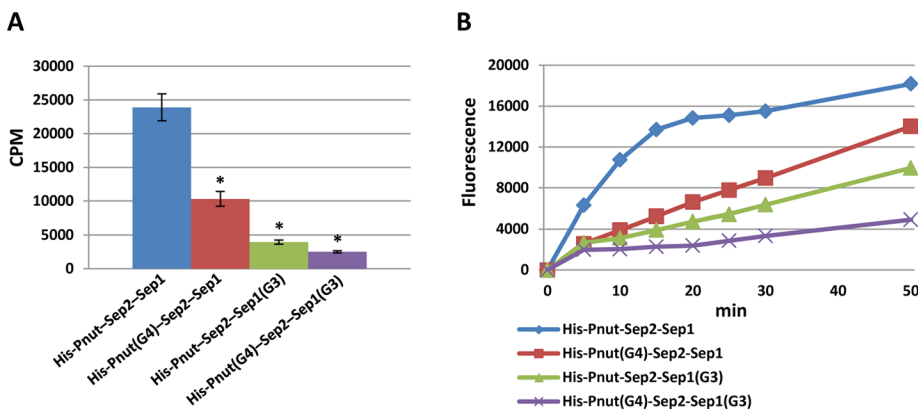 A
30000
25000
20000
15000
10000
5000
0
CPM
*
*
*
His-Pnut–Sep2–Sep1
His-Pnut(G4)–Sep2–Sep1
His-Pnut–Sep2–Sep1(G3)
His-Pnut(G4)–Sep2–Sep1(G3)
B
20000
16000
12000
8000
4000
0
Fluorescence
0 10 20 30 40 50
min
His-Pnut-Sep2-Sep1
His-Pnut(G4)-Sep2-Sep1
His-Pnut-Sep2-Sep1(G3)
His-Pnut(G4)-Sep2-Sep1(G3)